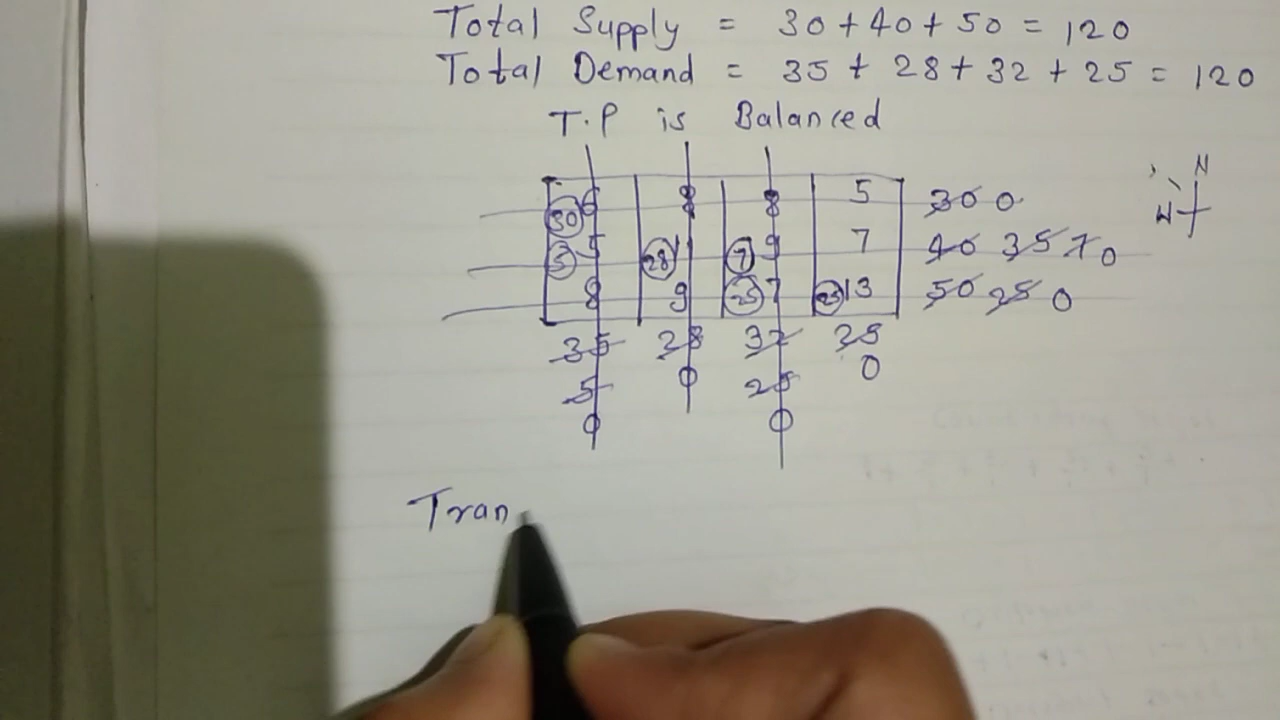 Total Supply = 30 + 40 + 50 = 120
Total Demand = 35 + 28 + 32 + 25 = 120
T.P is Balanced
N
30 6 8 8 5 30 0
W
5 5 28 11 7 9 7 40 35 7 0
8 9 25 7 25 13 50 25 0
35 28 32 25
5 0 25 0
0 0
Tran